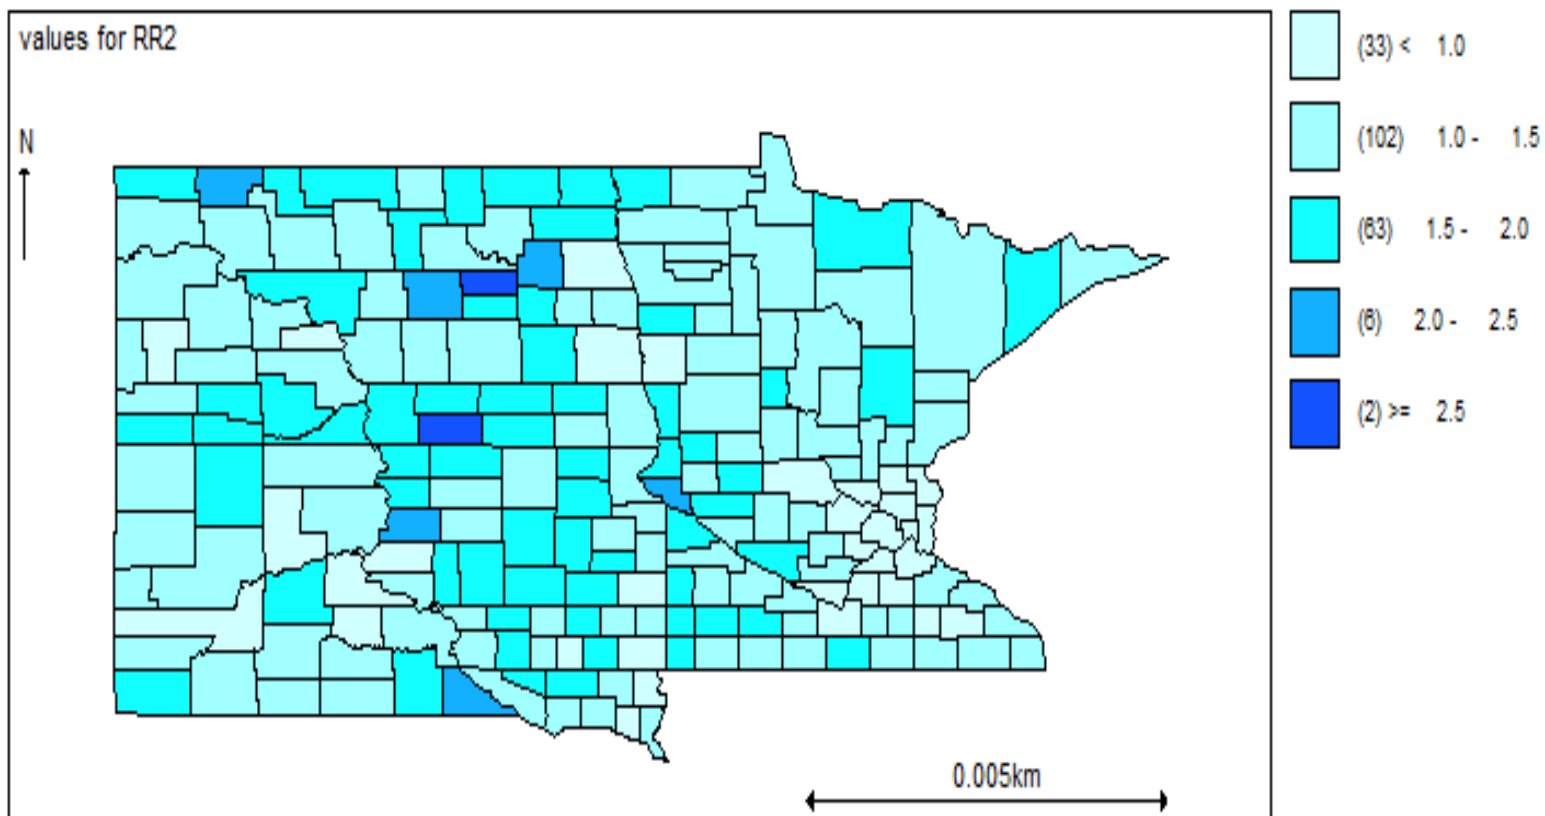 values for RR2
N
(33) < 1.0
(102) 1.0 - 1.5
(63) 1.5 - 2.0
(6) 2.0 - 2.5
(2) >= 2.5
0.005km